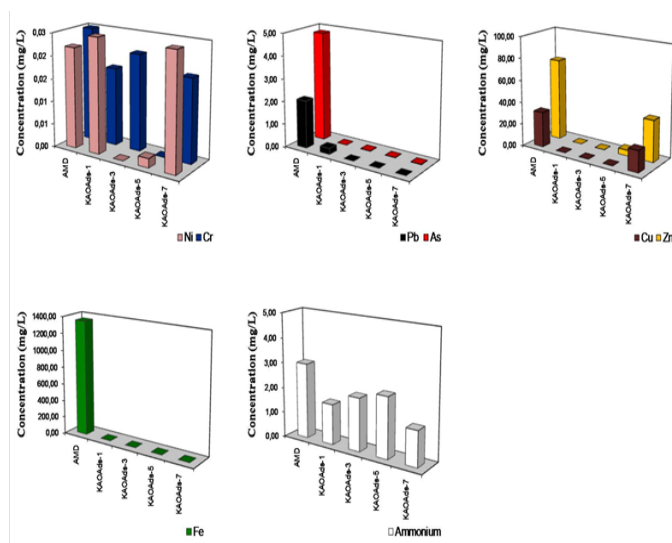 Concentration (mg/L)
0,03
0,02
0,02
0,01
0,01
0,00
AMD
KAOAds-1
KAOAds-3
KAOAds-5
KAOAds-7
Ni Cr
Concentration (mg/L)
5,00
4,00
3,00
2,00
1,00
0,00
AMD
KAOAds-1
KAOAds-3
KAOAds-5
KAOAds-7
Pb As
Concentration (mg/L)
100,00
80,00
60,00
40,00
20,00
0,00
AMD
KAOAds-1
KAOAds-3
KAOAds-5
KAOAds-7
Cu Zn
Concentration (mg/L)
1400,00
1200,00
1000,00
800,00
600,00
400,00
200,00
0,00
AMD
KAOAds-1
KAOAds-3
KAOAds-5
KAOAds-7
Fe
Concentration (mg/L)
5,00
4,00
3,00
2,00
1,00
0,00
AMD
KAOAds-1
KAOAds-3
KAOAds-5
KAOAds-7
Ammonium